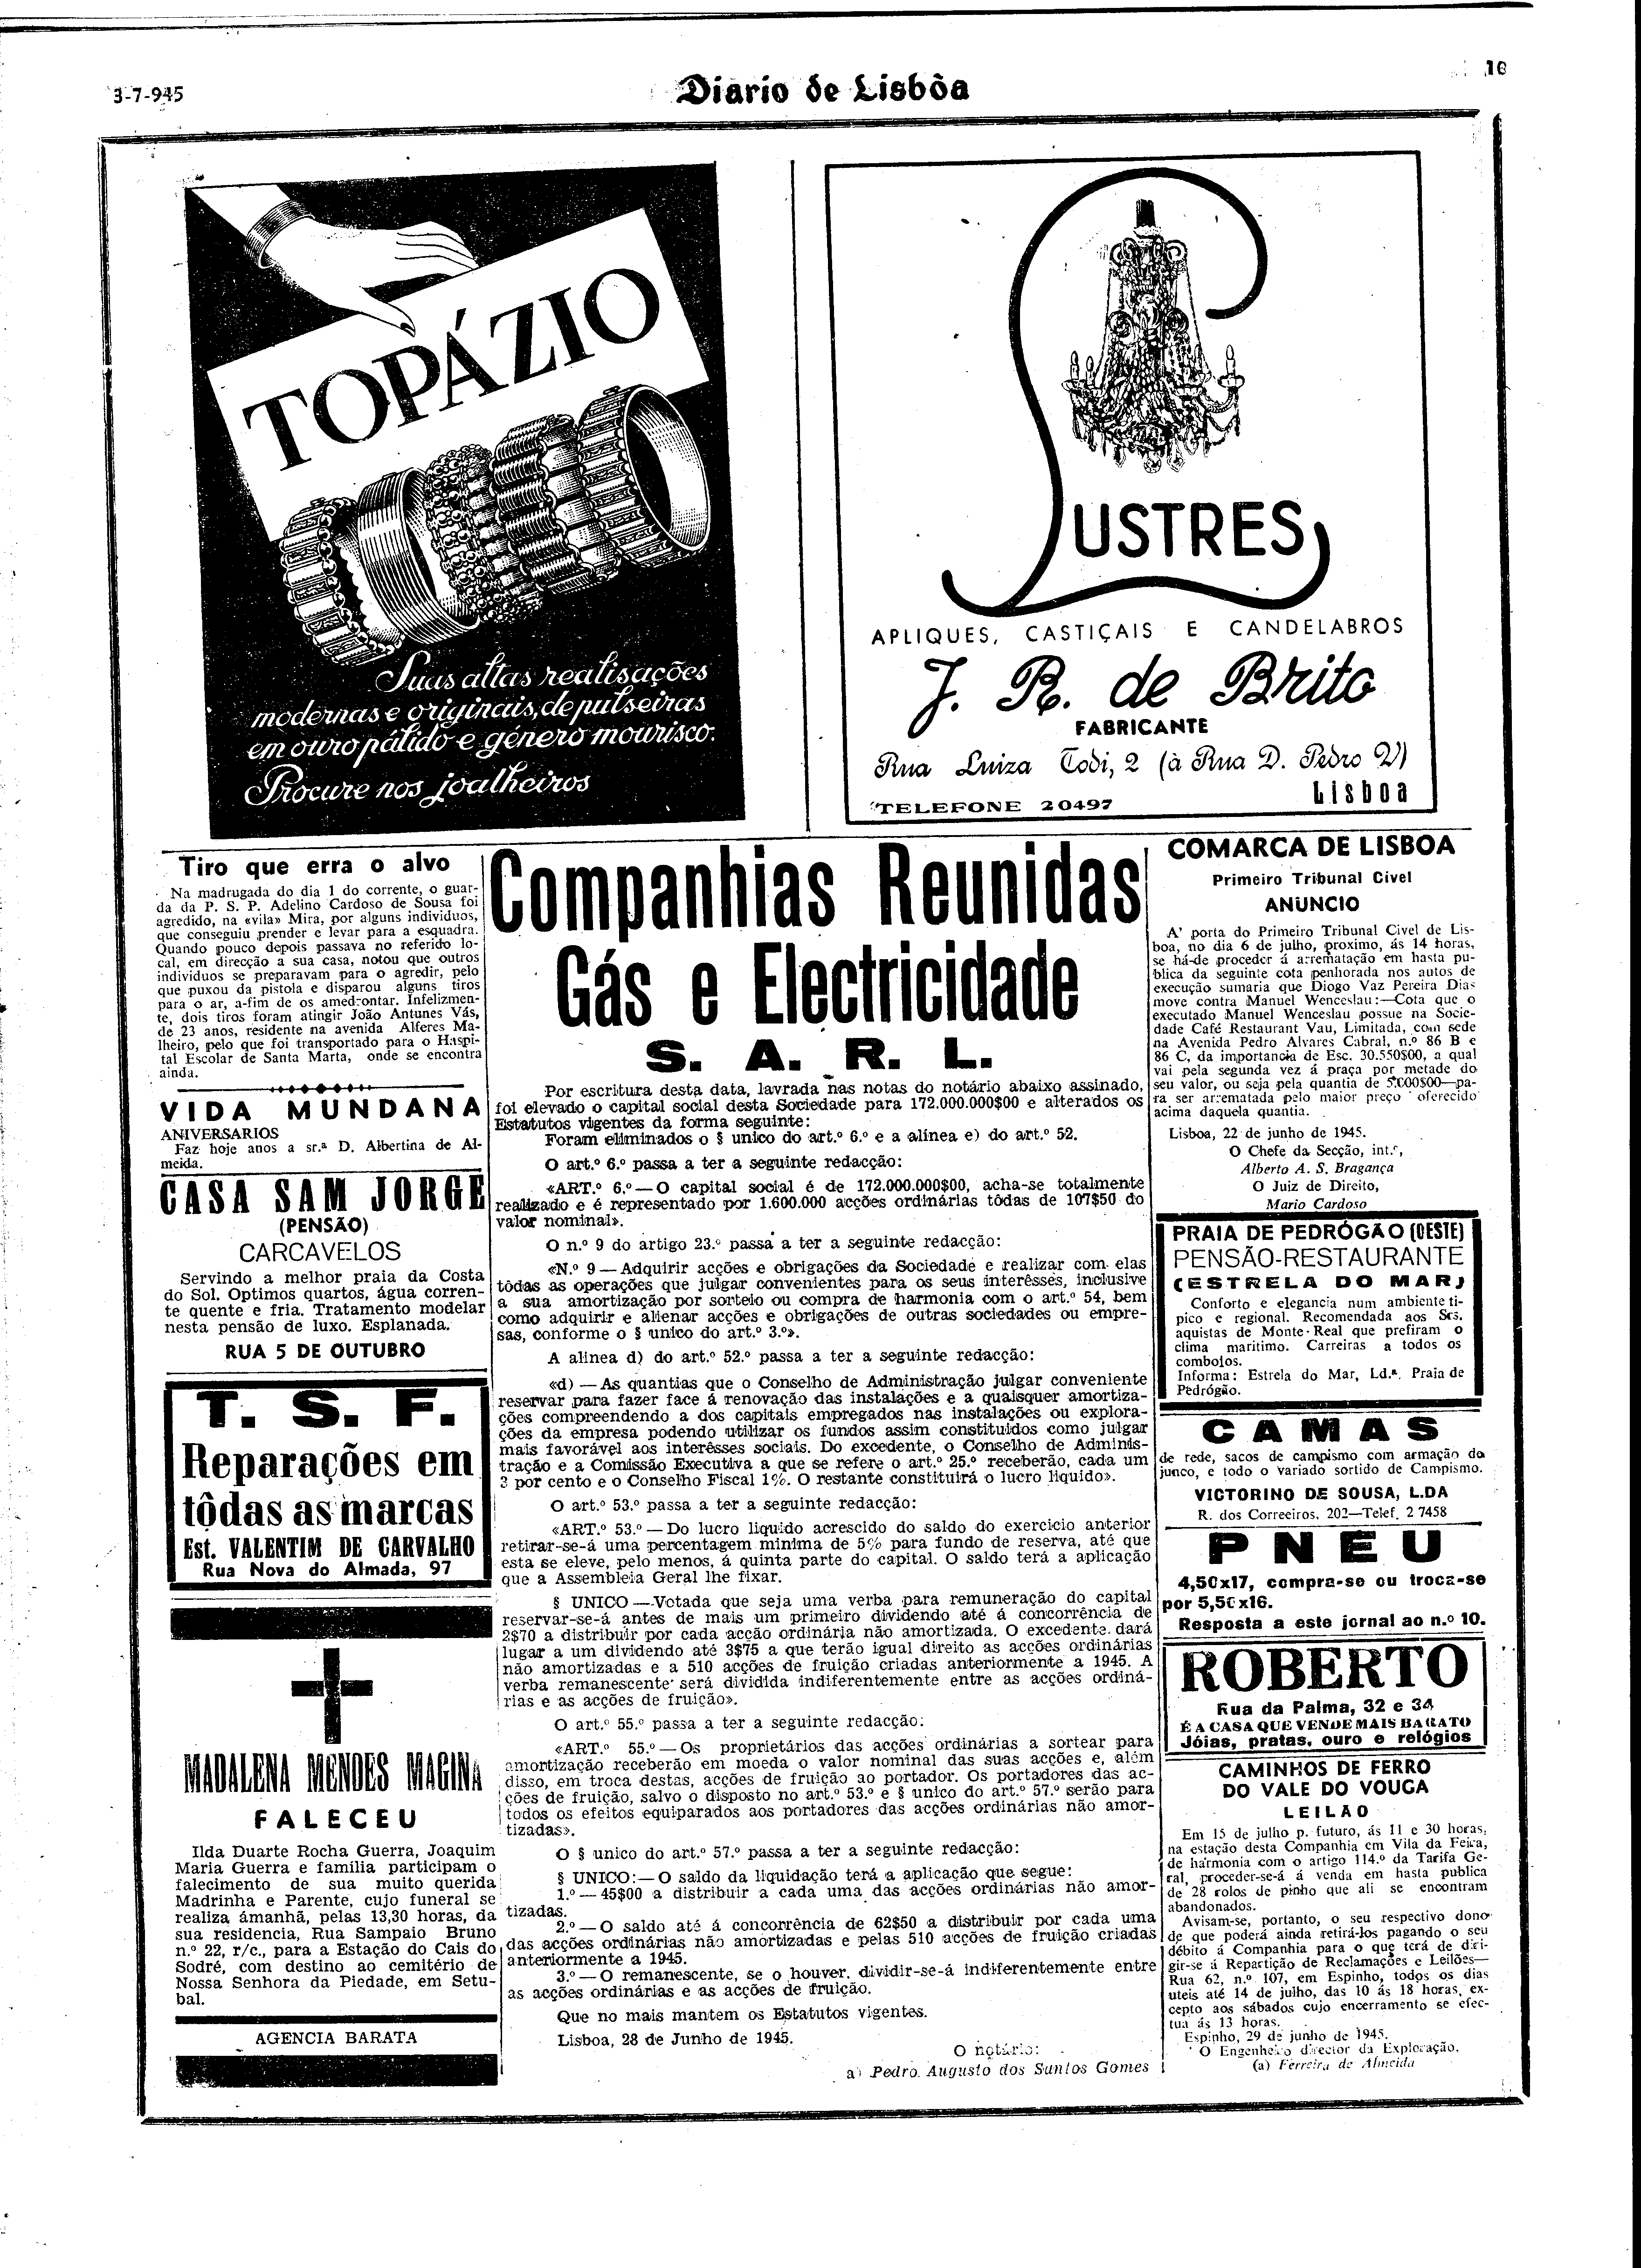 3-7-945
Diario de Lisbôa
16
TOPÁZIO
Suas altas realisações
modernas e originais, de pulseiras
em ouro pálido e género mourisco.
Procure nos joalheiros
LUSTRES
APLIQUES, CASTIÇAIS E CANDELABROS
J. R. de Brito
FABRICANTE
Rua Luiza Todi, 2 (à Rua D. Pedro V)
TELEFONE 20497
Lisboa
Tiro que erra o alvo
Na madrugada do dia 1 do corrente, o guar-
da da P. S. P. Adelino Cardoso de Sousa foi
agredido, na «vila» Mira, por alguns individuos,
que conseguiu prender e levar para a esquadra.
Quando pouco depois passava no referido lo-
cal, em direcção a sua casa, notou que outros
individuos se preparavam para o agredir, pelo
que puxou da pistola e disparou alguns tiros
para o ar, a-fim de os amedrontar. Infelizmen-
te, dois tiros foram atingir João Antunes Vás,
de 23 anos, residente na avenida Alferes Ma-
lheiro, pelo que foi transportado para o Hospi-
tal Escolar de Santa Marta, onde se encontra
ainda.
VIDA MUNDANA
ANIVERSARIOS
Faz hoje anos a sr.ª D. Albertina de Al-
meida.
CASA SAM JORGE
(PENSÃO)
CARCAVELOS
Servindo a melhor praia da Costa
do Sol. Optimos quartos, água corren-
te quente e fria. Tratamento modelar
nesta pensão de luxo. Esplanada.
RUA 5 DE OUTUBRO
T. S. F.
Reparações em
tôdas as marcas
Est. VALENTIM DE CARVALHO
Rua Nova do Almada, 97
MADALENA MENDES MAGINA
FALECEU
Ilda Duarte Rocha Guerra, Joaquim
Maria Guerra e familia participam o
falecimento de sua muito querida
Madrinha e Parente, cujo funeral se
realiza ámanhã, pelas 13,30 horas, da
sua residencia, Rua Sampaio Bruno
n.º 22, r/c., para a Estação do Cais do
Sodré, com destino ao cemitério de
Nossa Senhora da Piedade, em Setu-
bal.
AGENCIA BARATA
Companhias Reunidas
Gás e Electricidade
S. A. R. L.
Por escritura desta data, lavrada nas notas do notário abaixo assinado,
foi elevado o capital social desta Sociedade para 172.000.000$00 e alterados os
Estatutos vigentes da forma seguinte:
Foram eliminados o § unico do art.º 6.º e a alínea e) do art.º 52.
O art.º 6.º passa a ter a seguinte redacção:
«ART.º 6.º—O capital social é de 172.000.000$00, acha-se totalmente
realizado e é representado por 1.600.000 acções ordinárias tôdas de 107$50 do
valor nominal».
O n.º 9 do artigo 23.º passa a ter a seguinte redacção:
«N.º 9—Adquirir acções e obrigações da Sociedade e realizar com elas
tôdas as operações que julgar convenientes para os seus interêsses, inclusive
a sua amortização por sorteio ou compra de harmonia com o art.º 54, bem
como adquirir e alienar acções e obrigações de outras sociedades ou empre-
sas, conforme o § unico do art.º 3.º».
A alinea d) do art.º 52.º passa a ter a seguinte redacção:
«d)—As quantias que o Conselho de Administração julgar conveniente
reservar para fazer face á renovação das instalações e a quaisquer amortiza-
ções compreendendo a dos capitais empregados nas instalações ou explora-
ções da empresa podendo utilizar os fundos assim constituidos como julgar
mais favorável aos interêsses sociais. Do excedente, o Conselho de Adminis-
tração e a Comissão Executiva a que se refere o art.º 25.º receberão, cada um
3 por cento e o Conselho Fiscal 1%. O restante constituirá o lucro liquido».
O art.º 53.º passa a ter a seguinte redacção:
«ART.º 53.º—Do lucro liquido acrescido do saldo do exercicio anterior
retirar-se-á uma percentagem minima de 5% para fundo de reserva, até que
esta se eleve, pelo menos, á quinta parte do capital. O saldo terá a aplicação
que a Assembleia Geral lhe fixar.
§ UNICO—Votada que seja uma verba para remuneração do capital
reservar-se-á antes de mais um primeiro dividendo até á concorrência de
2$70 a distribuir por cada acção ordinária não amortizada. O excedente dará
lugar a um dividendo até 3$75 a que terão igual direito as acções ordinárias
não amortizadas e a 510 acções de fruição criadas anteriormente a 1945. A
verba remanescente será dividida indiferentemente entre as acções ordiná-
rias e as acções de fruição».
O art.º 55.º passa a ter a seguinte redacção:
«ART.º 55.º—Os proprietários das acções ordinárias a sortear para
amortização receberão em moeda o valor nominal das suas acções e, além
disso, em troca destas, acções de fruição ao portador. Os portadores das ac-
ções de fruição, salvo o disposto no art.º 53.º e § unico do art.º 57.º serão para
todos os efeitos equiparados aos portadores das acções ordinárias não amor-
tizadas».
O § unico do art.º 57.º passa a ter a seguinte redacção:
§ UNICO:—O saldo da liquidação terá a aplicação que segue:
1.º—45$00 a distribuir a cada uma das acções ordinárias não amor-
tizadas.
2.º—O saldo até á concorrência de 62$50 a distribuir por cada uma
das acções ordinárias não amortizadas e pelas 510 acções de fruição criadas
anteriormente a 1945.
3.º—O remanescente, se o houver, dividir-se-á indiferentemente entre
as acções ordinárias e as acções de fruição.
Que no mais mantem os Estatutos vigentes.
Lisboa, 28 de Junho de 1945.
O notário:
a) Pedro Augusto dos Santos Gomes
COMARCA DE LISBOA
Primeiro Tribunal Civel
ANUNCIO
A' porta do Primeiro Tribunal Civel de Lis-
boa, no dia 6 de julho, proximo, ás 14 horas,
se há-de proceder á arrematação em hasta pu-
blica da seguinte cota penhorada nos autos de
execução sumaria que Diogo Vaz Pereira Dias
move contra Manuel Wenceslau:—Cota que o
executado Manuel Wenceslau possue na Socie-
dade Café Restaurant Vau, Limitada, com sede
na Avenida Pedro Alvares Cabral, n.º 86 B e
86 C, da importancia de Esc. 30.550$00, a qual
vai pela segunda vez á praça por metade do
seu valor, ou seja pela quantia de 5.000$00—pa-
ra ser arrematada pelo maior preço oferecido
acima daquela quantia.
Lisboa, 22 de junho de 1945.
O Chefe da Secção, int.º,
Alberto A. S. Bragança
O Juiz de Direito,
Mario Cardoso
PRAIA DE PEDRÓGÃO (OESTE)
PENSÃO-RESTAURANTE
(ESTRELA DO MAR)
Conforto e elegancia num ambiente ti-
pico e regional. Recomendada aos Srs.
aquistas de Monte-Real que prefiram o
clima maritimo. Carreiras a todos os
comboios.
Informa: Estrela do Mar, Ld.ª. Praia de
Pedrógão.
CAMAS
de rede, sacos de campismo com armação de
junco, e todo o variado sortido de Campismo.
VICTORINO DE SOUSA, L.DA
R. dos Correeiros, 202—Telef. 2 7458
PNEU
4,50x17, compra-se ou troca-se
por 5,50x16.
Resposta a este jornal ao n.º 10.
ROBERTO
Rua da Palma, 32 e 34
É A CASA QUE VENDE MAIS BARATO
Jóias, pratas, ouro e relógios
CAMINHOS DE FERRO
DO VALE DO VOUGA
LEILÃO
Em 15 de julho p. futuro, ás 11 e 30 horas,
na estação desta Companhia em Vila da Feira,
de harmonia com o artigo 114.º da Tarifa Ge-
ral, proceder-se-á á venda em hasta publica
de 28 rolos de pinho que ali se encontram
abandonados.
Avisam-se, portanto, o seu respectivo dono
de que poderá ainda retirá-los pagando o seu
débito á Companhia para o que terá de diri-
gir-se á Repartição de Reclamações e Leilões—
Rua 62, n.º 107, em Espinho, todos os dias
uteis até 14 de julho, das 10 ás 18 horas, ex-
cepto aos sábados cujo encerramento se efec-
tua ás 13 horas.
Espinho, 29 de junho de 1945.
O Engenheiro director da Exploração,
(a) Ferreira de Almeida